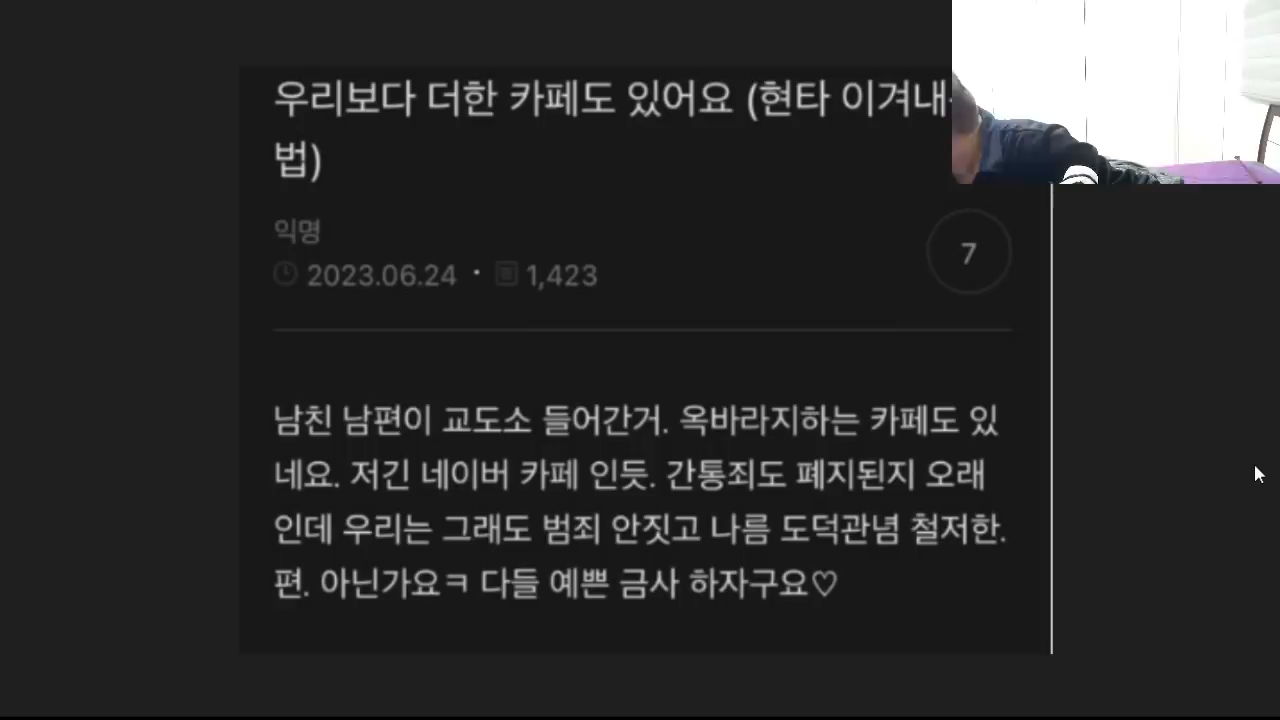 우리보다 더한 카페도 있어요 (현타 이겨내
법)
익명
2023.06.24 · 1,423
7
남친 남편이 교도소 들어간거. 옥바라지하는 카페도 있
네요. 저긴 네이버 카페 인듯. 간통죄도 폐지된지 오래
인데 우리는 그래도 범죄 안짓고 나름 도덕관념 철저한.
편. 아닌가요ㅋ 다들 예쁜 금사 하자구요♡